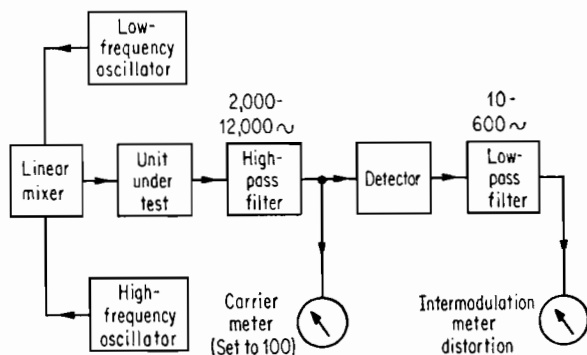 Low-
frequency
oscillator
2,000-
12,000~
10-
600~
Linear
mixer
Unit
under
test
High-
pass
filter
Detector
Low-
pass
filter
High-
frequency
oscillator
Carrier
meter
(Set to 100)
Intermodulation
meter
distortion